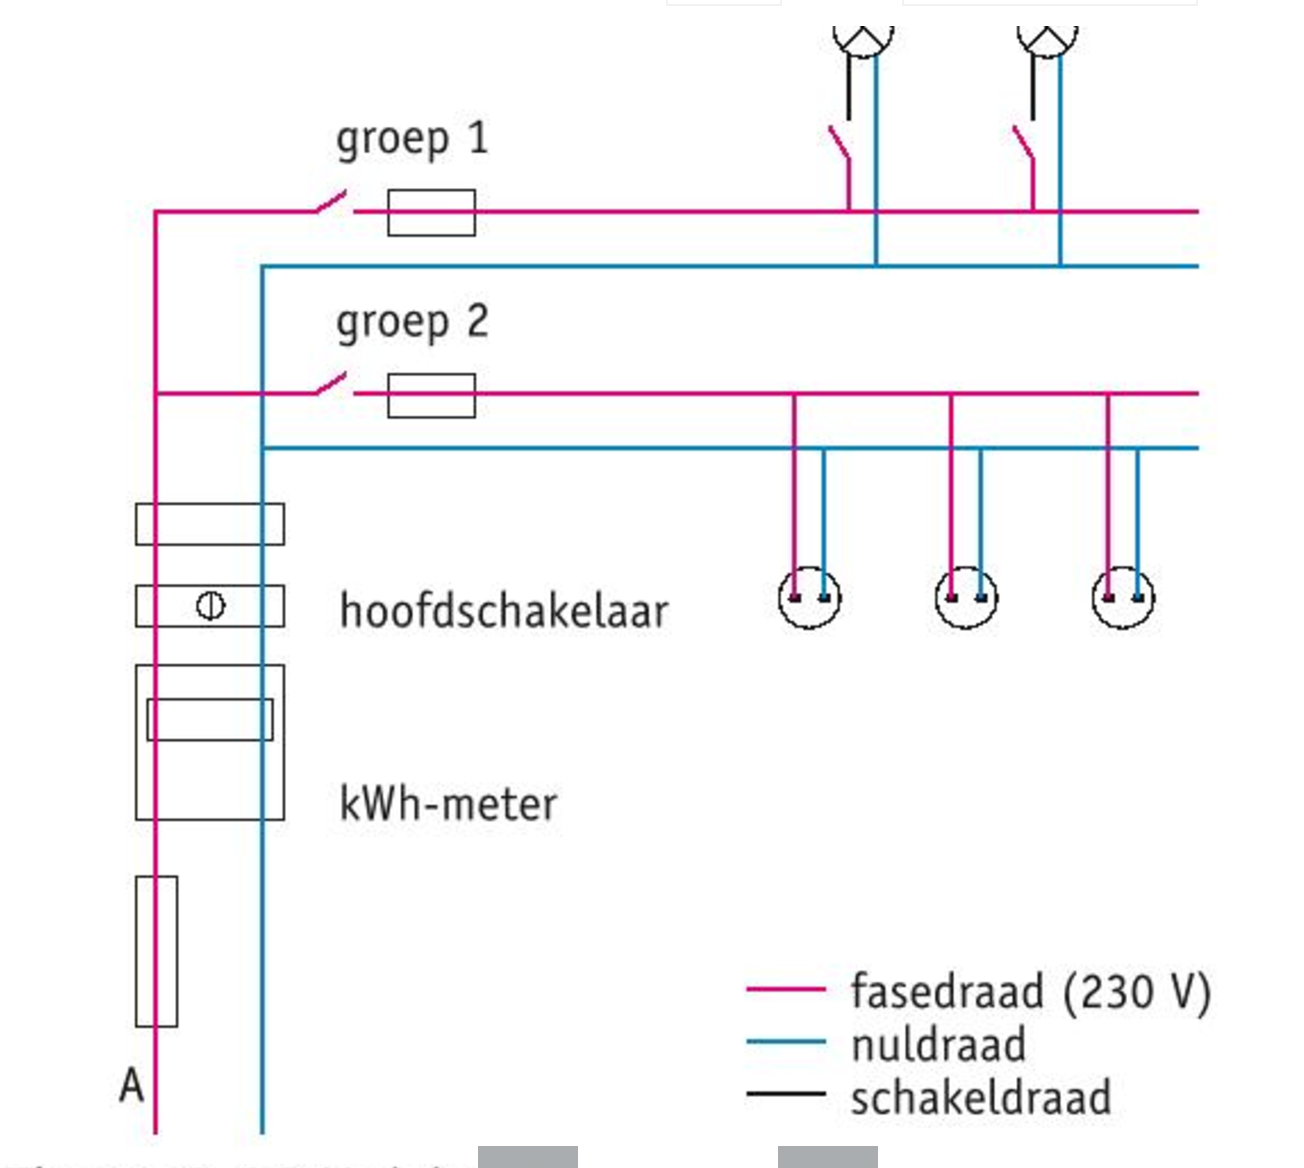 groep 1
groep 2
hoofdschakelaar
kWh-meter
fasedraad (230 V)
nuldraad
schakeldraad
A